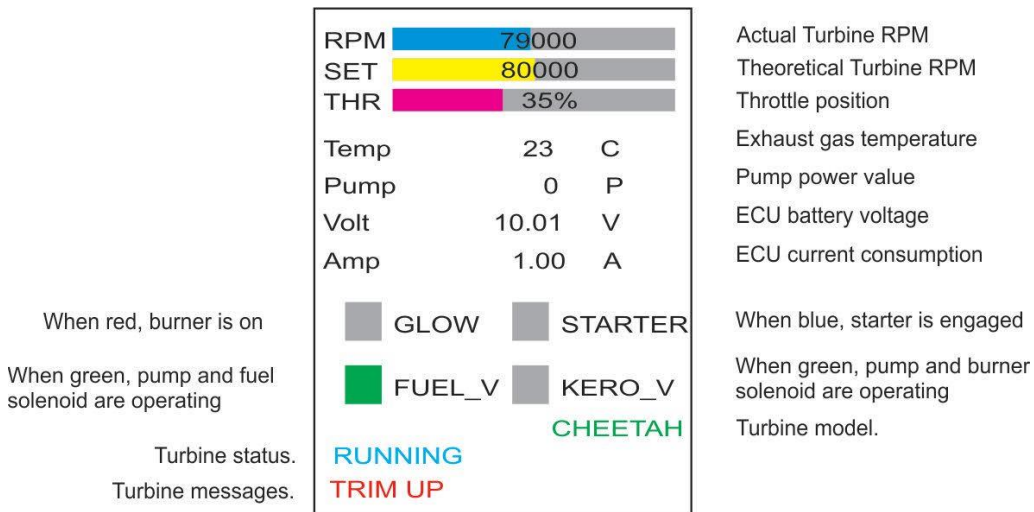 RPM 79000 Actual Turbine RPM
SET 80000 Theoretical Turbine RPM
THR 35% Throttle position
Temp 23 C Exhaust gas temperature
Pump 0 P Pump power value
Volt 10.01 V ECU battery voltage
Amp 1.00 A ECU current consumption
When red, burner is on GLOW STARTER When blue, starter is engaged
When green, pump and fuel
solenoid are operating
FUEL_V KERO_V
When green, pump and burner
solenoid are operating
CHEETAH Turbine model.
Turbine status. RUNNING
Turbine messages. TRIM UP